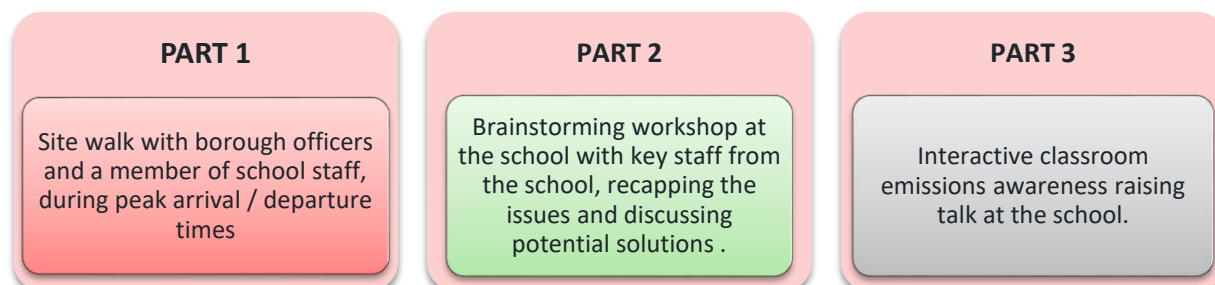 PART 1
Site walk with borough officers
and a member of school staff,
during peak arrival / departure
times
PART 2
Brainstorming workshop at
the school with key staff from
the school, recapping the
issues and discussing
potential solutions .
PART 3
Interactive classroom
emissions awareness raising
talk at the school.